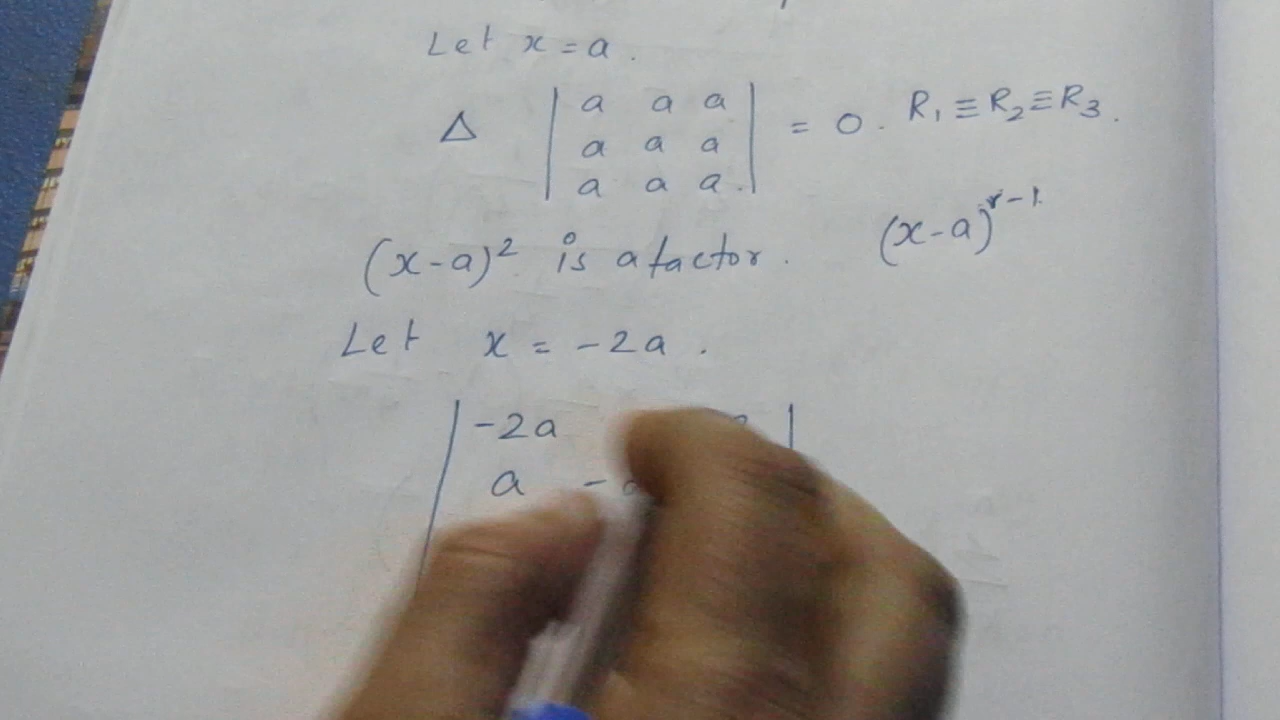 Let x = a.
Δ | a a a | = 0. R₁ ≡ R₂ ≡ R₃.
| a a a |
| a a a. |
(x-a)² is a factor. (x-a)^{r-1}
Let x = -2a.
| -2a |
| a -